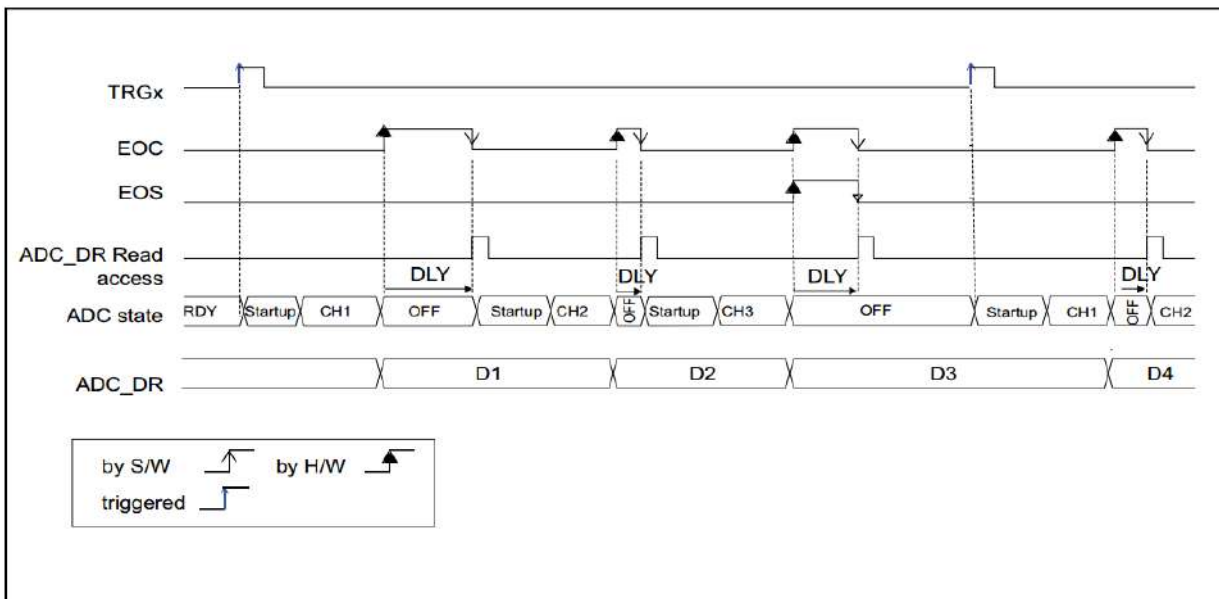 TRGx
EOC
EOS
ADC_DR Read
access
DLY
DLY
DLY
DLY
ADC state
RDY
Startup
CH1
OFF
Startup
CH2
OFF
Startup
CH3
OFF
Startup
CH1
OFF
CH2
ADC_DR
D1
D2
D3
D4
by S/W
by H/W
triggered